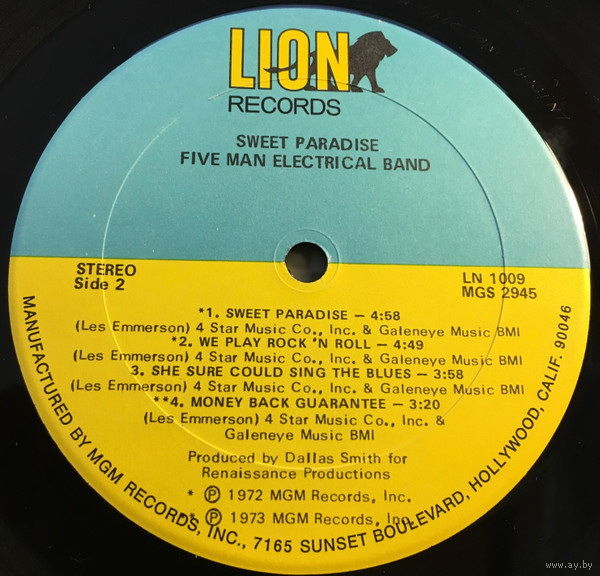 LION
RECORDS
SWEET PARADISE
FIVE MAN ELECTRICAL BAND
STEREO
Side 2
LN 1009
MGS 2945
*1. SWEET PARADISE — 4:58
(Les Emmerson) 4 Star Music Co., Inc. & Galeneye Music BMI
*2. WE PLAY ROCK 'N ROLL — 4:49
(Les Emmerson) 4 Star Music Co., Inc. & Galeneye Music BMI
3. SHE SURE COULD SING THE BLUES — 3:58
(Les Emmerson) 4 Star Music Co., Inc. & Galeneye Music BMI
**4. MONEY BACK GUARANTEE — 3:20
(Les Emmerson) 4 Star Music Co., Inc. &
Galeneye Music BMI
Produced by Dallas Smith for
Renaissance Productions
* ℗ 1972 MGM Records, Inc.
** ℗ 1973 MGM Records, Inc.
MANUFACTURED BY MGM RECORDS, INC., 7165 SUNSET BOULEVARD, HOLLYWOOD, CALIF. 90046
www.ay.by